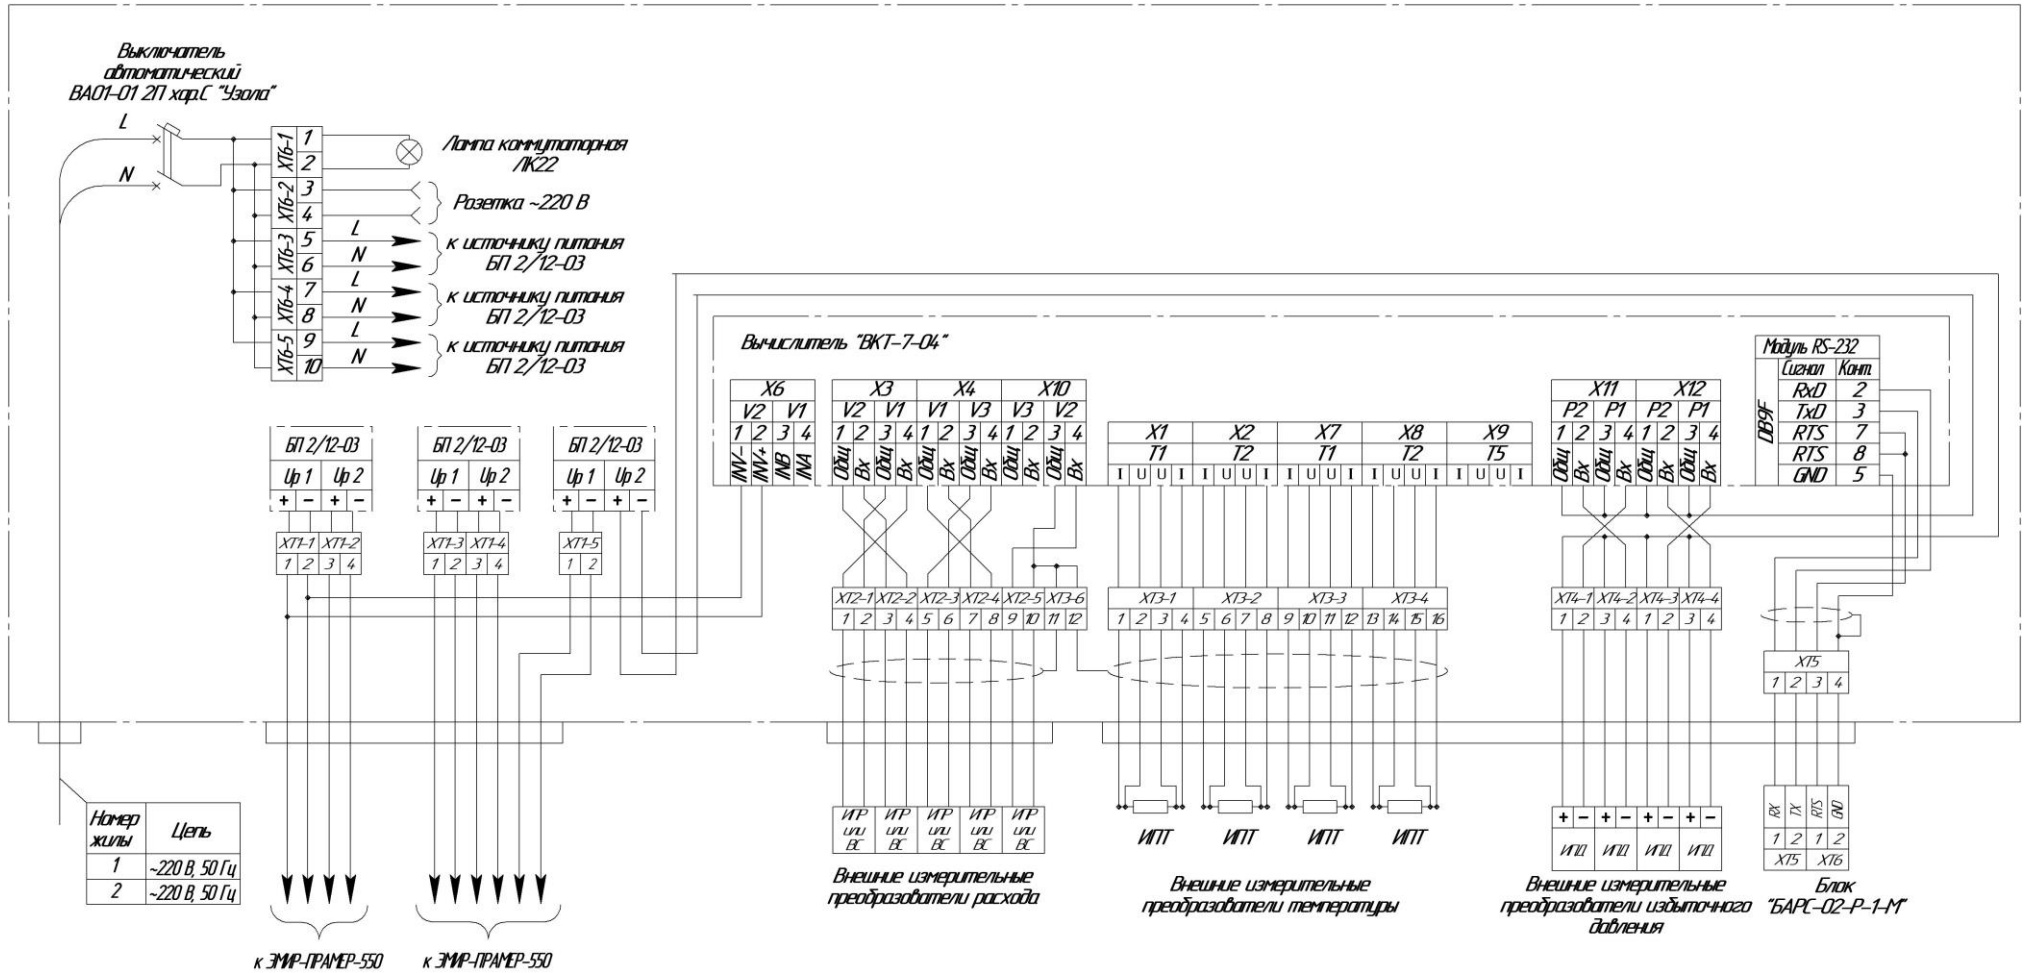 Выключатель
автоматический
ВА01-01 2П хар.С "Узола"
L
N
ХТ6-1 1 2
ХТ6-2 3 4
ХТ6-3 5 6
ХТ6-4 7 8
ХТ6-5 9 10
Лампа коммутаторная
ЛК22
Розетка ~220 В
L
N
к источнику питания
БП 2/12-03
L
N
к источнику питания
БП 2/12-03
L
N
к источнику питания
БП 2/12-03
БП 2/12-03 БП 2/12-03 БП 2/12-03
Up 1 Up 2 Up 1 Up 2 Up 1 Up 2
+ - + - + - + - + - + -
ХТ1-1 ХТ1-2 ХТ1-3 ХТ1-4 ХТ1-5
1 2 3 4 1 2 3 4 1 2
Вычислитель "ВКТ-7-04"
Х6
V2 V1
1 2 3 4
INV- INV+ INB INA
Х3 Х4 Х10
V2 V1 V1 V3 V3 V2
1 2 3 4 1 2 3 4 1 2 3 4
Общ Вх Общ Вх Общ Вх Общ Вх Общ Вх Общ Вх
Х1 Х2 Х7 Х8 Х9
Т1 Т2 Т1 Т2 Т5
I U U I I U U I I U U I I U U I I U U I
Х11 Х12
P2 P1 P2 P1
1 2 3 4 1 2 3 4
Общ Вх Общ Вх Общ Вх Общ Вх
Модуль RS-232
DB9F
Сигнал Конт.
RxD 2
TxD 3
RTS 7
RTS 8
GND 5
ХТ2-1 ХТ2-2 ХТ2-3 ХТ2-4 ХТ2-5 ХТ3-6
1 2 3 4 5 6 7 8 9 10 11 12
ХТ3-1 ХТ3-2 ХТ3-3 ХТ3-4
1 2 3 4 5 6 7 8 9 10 11 12 13 14 15 16
ХТ4-1 ХТ4-2 ХТ4-3 ХТ4-4
1 2 3 4 1 2 3 4
ХТ5
1 2 3 4
Номер
жилы
Цепь
1 ~220 В, 50 Гц
2 ~220 В, 50 Гц
к ЭМИР-ПРАМЕР-550
к ЭМИР-ПРАМЕР-550
ИПР ИПР ИПР ИПР ИПР
или или или или или
ВС ВС ВС ВС ВС
Внешние измерительные
преобразователи расхода
ИПТ ИПТ ИПТ ИПТ
Внешние измерительные
преобразователи температуры
+ - + - + - + -
ИПД ИПД ИПД ИПД
Внешние измерительные
преобразователи избыточного
давления
RX TX RTS GND
1 2 1 2
ХТ5 ХТ6
Блок
"БАРС-02-Р-1-М"